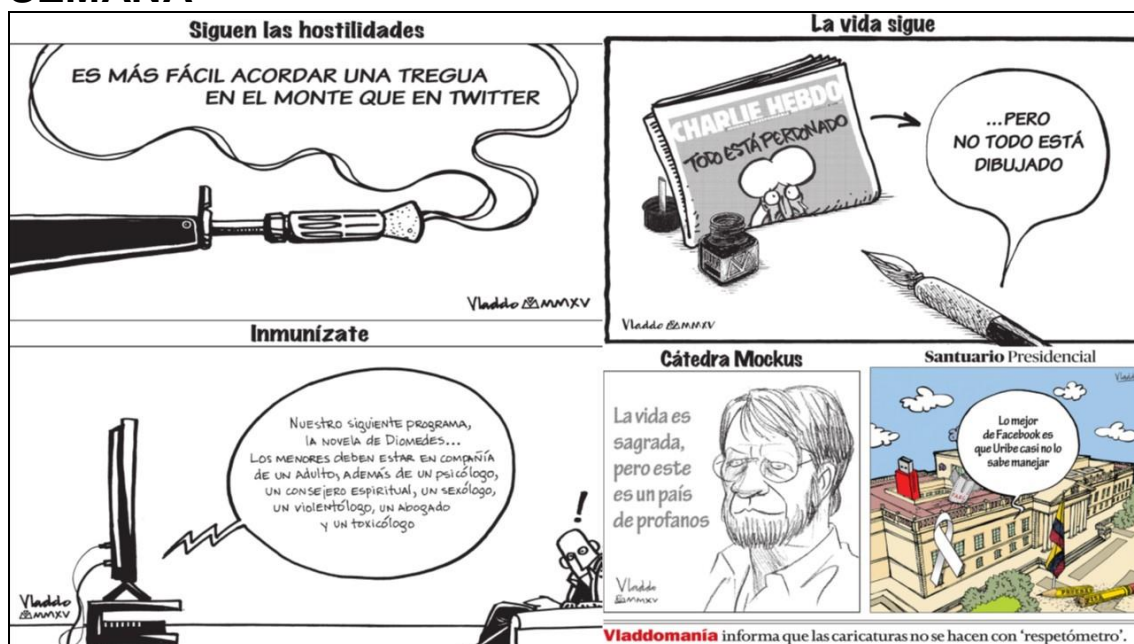 SEMANA
Siguen las hostilidades
ES MÁS FÁCIL ACORDAR UNA TREGUA
EN EL MONTE QUE EN TWITTER
Vladdo MMXV
La vida sigue
CHARLIE HEBDO
TODO ESTÁ PERDONADO
...PERO
NO TODO ESTÁ
DIBUJADO
Vladdo MMXV
Inmunízate
NUESTRO SIGUIENTE PROGRAMA,
LA NOVELA DE DIOMEDES...
LOS MENORES DEBEN ESTAR EN COMPAÑÍA
DE UN ADULTO, ADEMÁS DE UN PSICÓLOGO,
UN CONSEJERO ESPIRITUAL, UN SEXÓLOGO,
UN VIOLENTÓLOGO, UN ABOGADO
Y UN TOXICÓLOGO
!
Vladdo
MMXV
Cátedra Mockus
La vida es
sagrada,
pero este
es un país
de profanos
Vladdo
MMXV
Santuario Presidencial
Lo mejor
de Facebook es
que Uribe casi no lo
sabe manejar
Vladdomanía informa que las caricaturas no se hacen con 'respetómetro'.